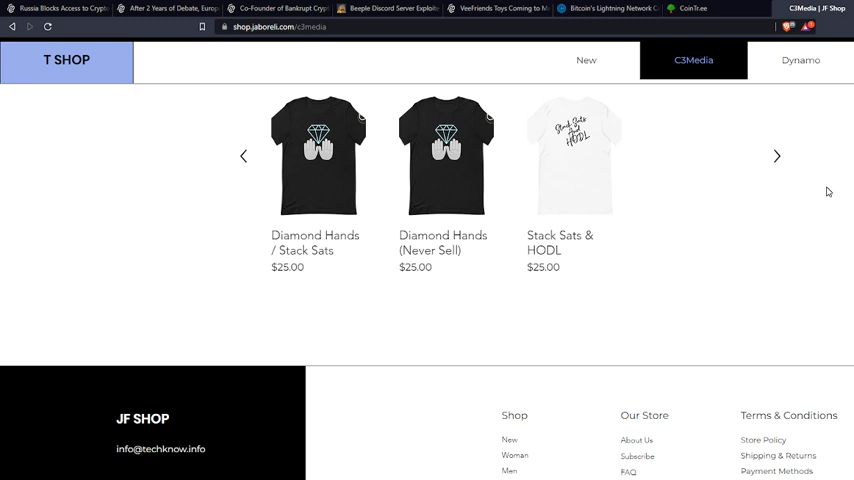 Russia Blocks Access to Crypto
After 2 Years of Debate, Europ
Co-Founder of Bankrupt Crypt
Beeple Discord Server Exploite
VeeFriends Toys Coming to M
Bitcoin's Lightning Network C
CoinTr.ee
C3Media | JF Shop
shop.jaboreli.com/c3media
T SHOP
New
C3Media
Dynamo
Stack Sats
And
HODL
Diamond Hands
/ Stack Sats
$25.00
Diamond Hands
(Never Sell)
$25.00
Stack Sats &
HODL
$25.00
JF SHOP
info@techknow.info
Shop
New
Woman
Men
Our Store
About Us
Subscribe
FAQ
Terms & Conditions
Store Policy
Shipping & Returns
Payment Methods